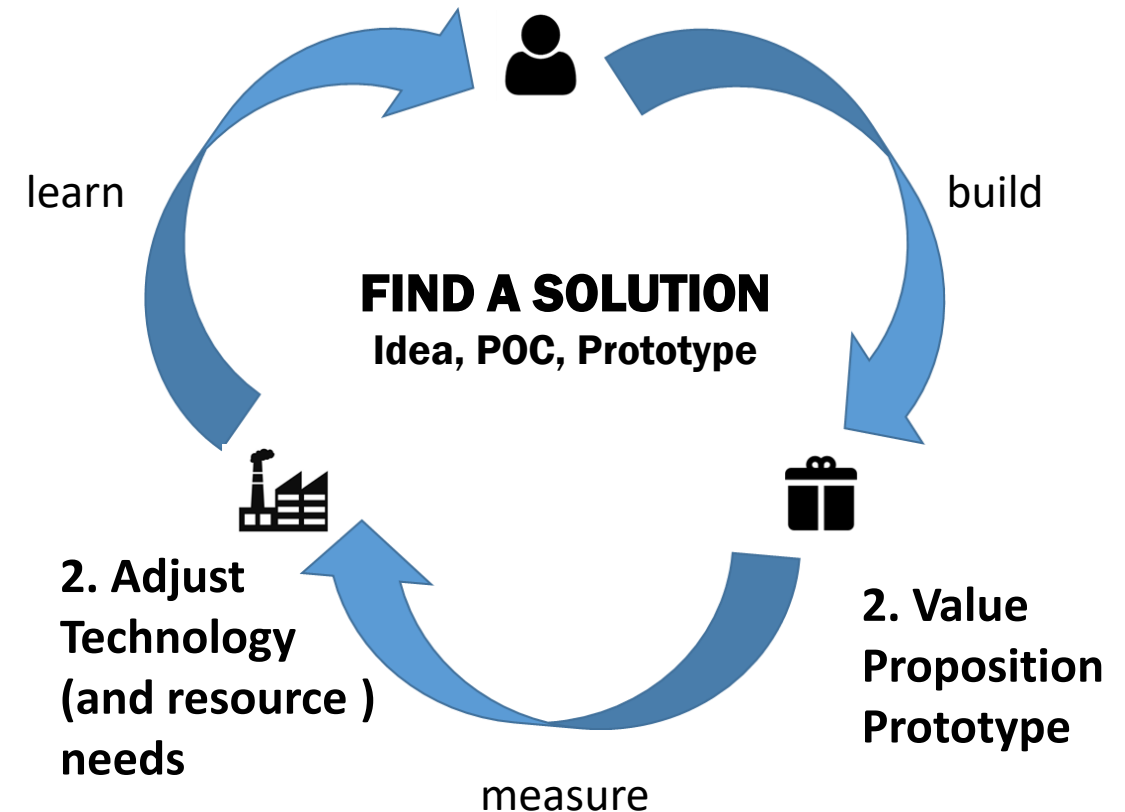 learn
build
FIND A SOLUTION
Idea, POC, Prototype
2. Adjust
Technology
(and resource )
needs
2. Value
Proposition
Prototype
measure